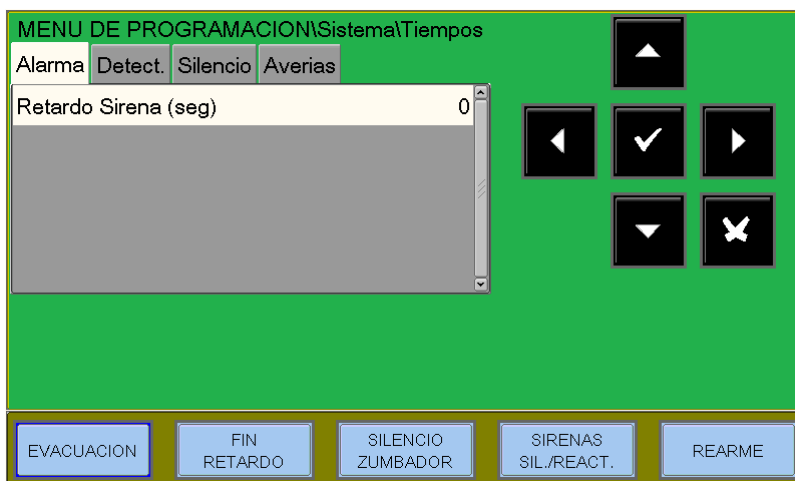 MENU DE PROGRAMACION\Sistema\Tiempos
Alarma Detect. Silencio Averias
Retardo Sirena (seg) 0
EVACUACION
FIN
RETARDO
SILENCIO
ZUMBADOR
SIRENAS
SIL./REACT.
REARME